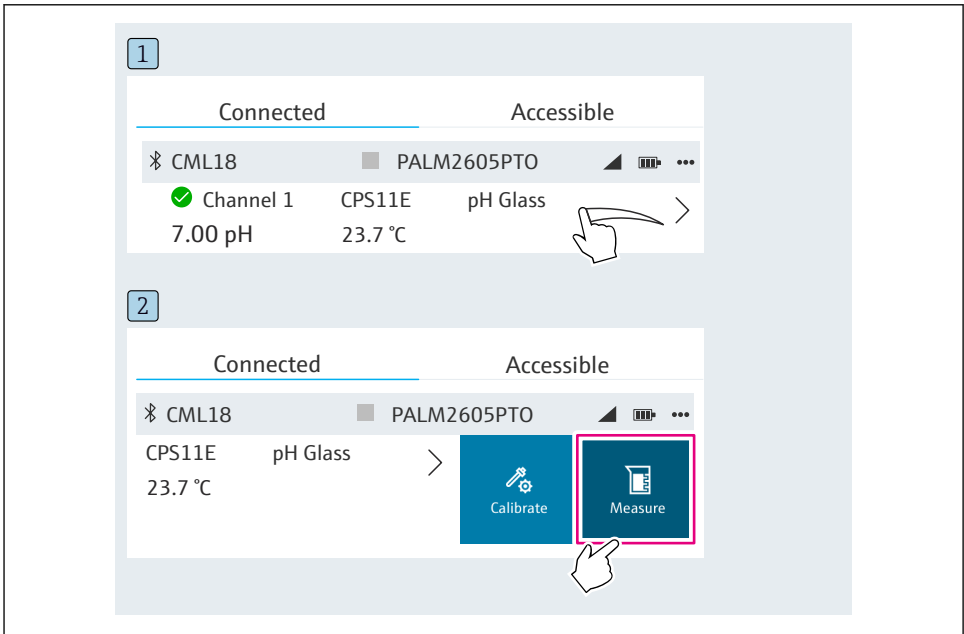 1
Connected Accessible
CML18 PALM2605PTO
Channel 1 CPS11E pH Glass
7.00 pH 23.7 °C
2
Connected Accessible
CML18 PALM2605PTO
CPS11E pH Glass
23.7 °C
Calibrate Measure